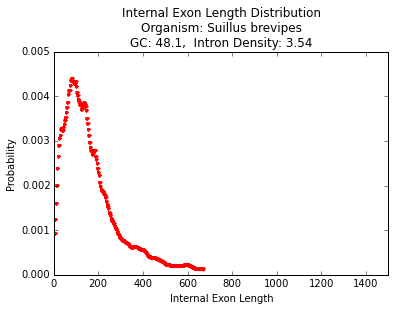 Internal Exon Length Distribution
Organism: Suillus brevipes
GC: 48.1,  Intron Density: 3.54
0.005
0.004
0.003
0.002
0.001
0.000
Probability
0 200 400 600 800 1000 1200 1400
Internal Exon Length